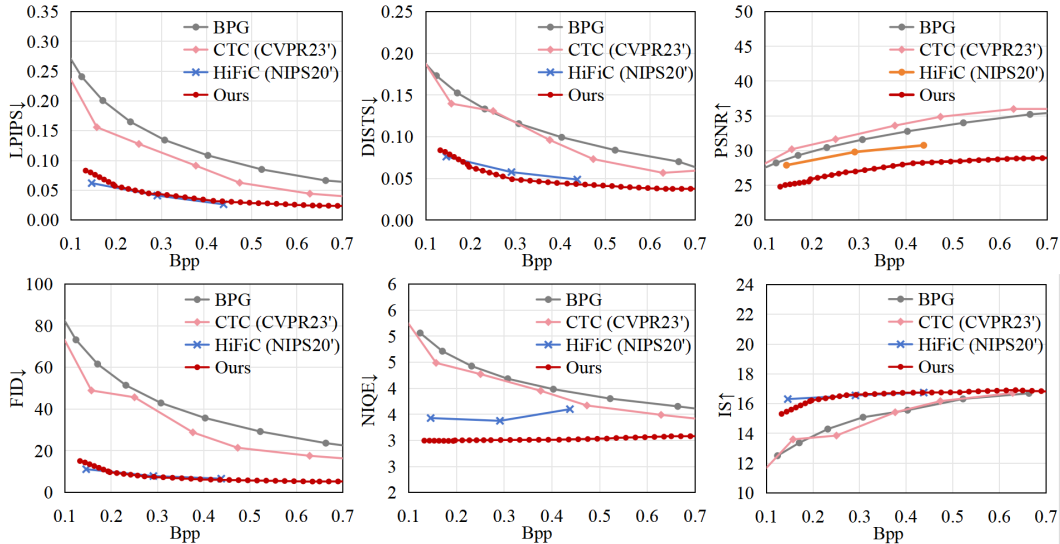 0.35
0.30
0.25
0.20
0.15
0.10
0.05
0.00
LPIPS↓
BPG
CTC (CVPR23')
HiFiC (NIPS20')
Ours
0.1 0.2 0.3 0.4 0.5 0.6 0.7
Bpp
0.25
0.20
0.15
0.10
0.05
0.00
DISTS↓
BPG
CTC (CVPR23')
HiFiC (NIPS20')
Ours
0.1 0.2 0.3 0.4 0.5 0.6 0.7
Bpp
50
45
40
35
30
25
20
PSNR↑
BPG
CTC (CVPR23')
HiFiC (NIPS20')
Ours
0.1 0.2 0.3 0.4 0.5 0.6 0.7
Bpp
100
80
60
40
20
0
FID↓
BPG
CTC (CVPR23')
HiFiC (NIPS20')
Ours
0.1 0.2 0.3 0.4 0.5 0.6 0.7
Bpp
6
5
5
4
4
3
3
2
NIQE↓
BPG
CTC (CVPR23')
HiFiC (NIPS20')
Ours
0.1 0.2 0.3 0.4 0.5 0.6 0.7
Bpp
24
22
20
18
16
14
12
10
IS↑
BPG
CTC (CVPR23')
HiFiC (NIPS20')
Ours
0.1 0.2 0.3 0.4 0.5 0.6 0.7
Bpp